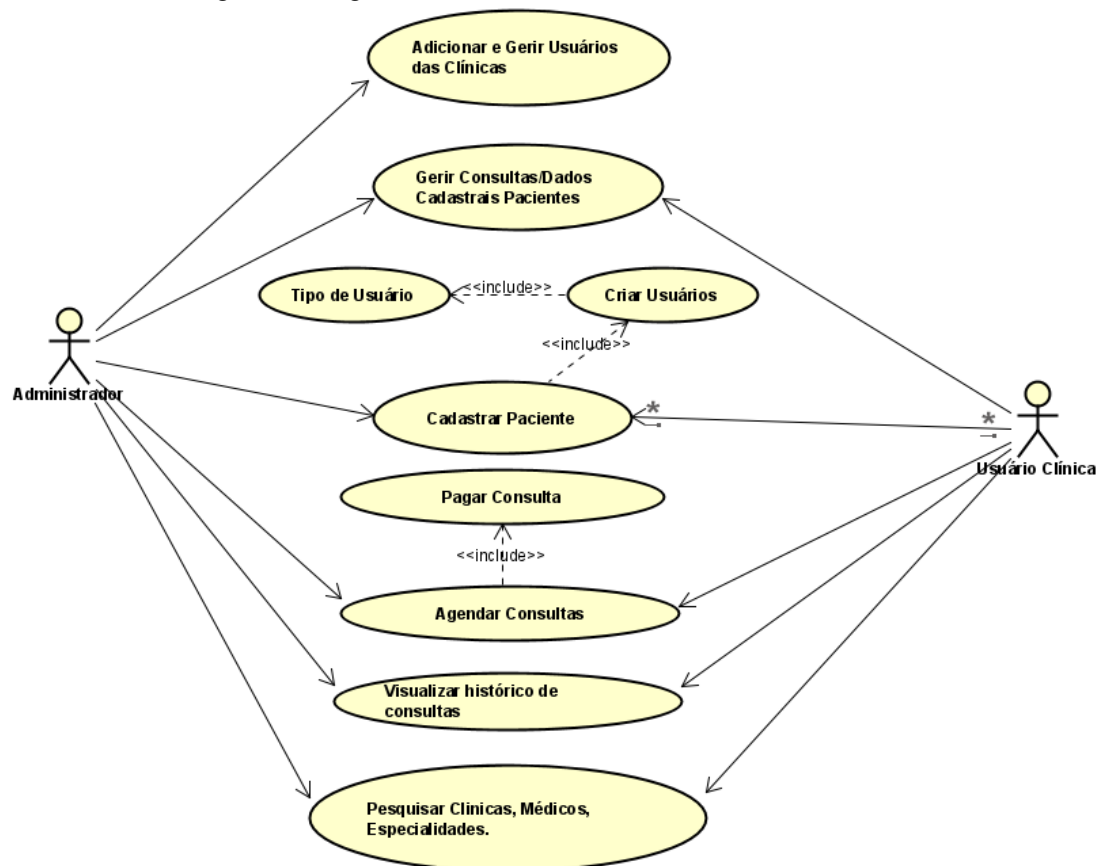 Adicionar e Gerir Usuários
das Clínicas
Gerir Consultas/Dados
Cadastrais Pacientes
Tipo de Usuário
<<include>>
Criar Usuários
<<include>>
Administrador
Cadastrar Paciente
*
*
Usuário Clínica
Pagar Consulta
<<include>>
Agendar Consultas
Visualizar histórico de
consultas
Pesquisar Clinicas, Médicos,
Especialidades.